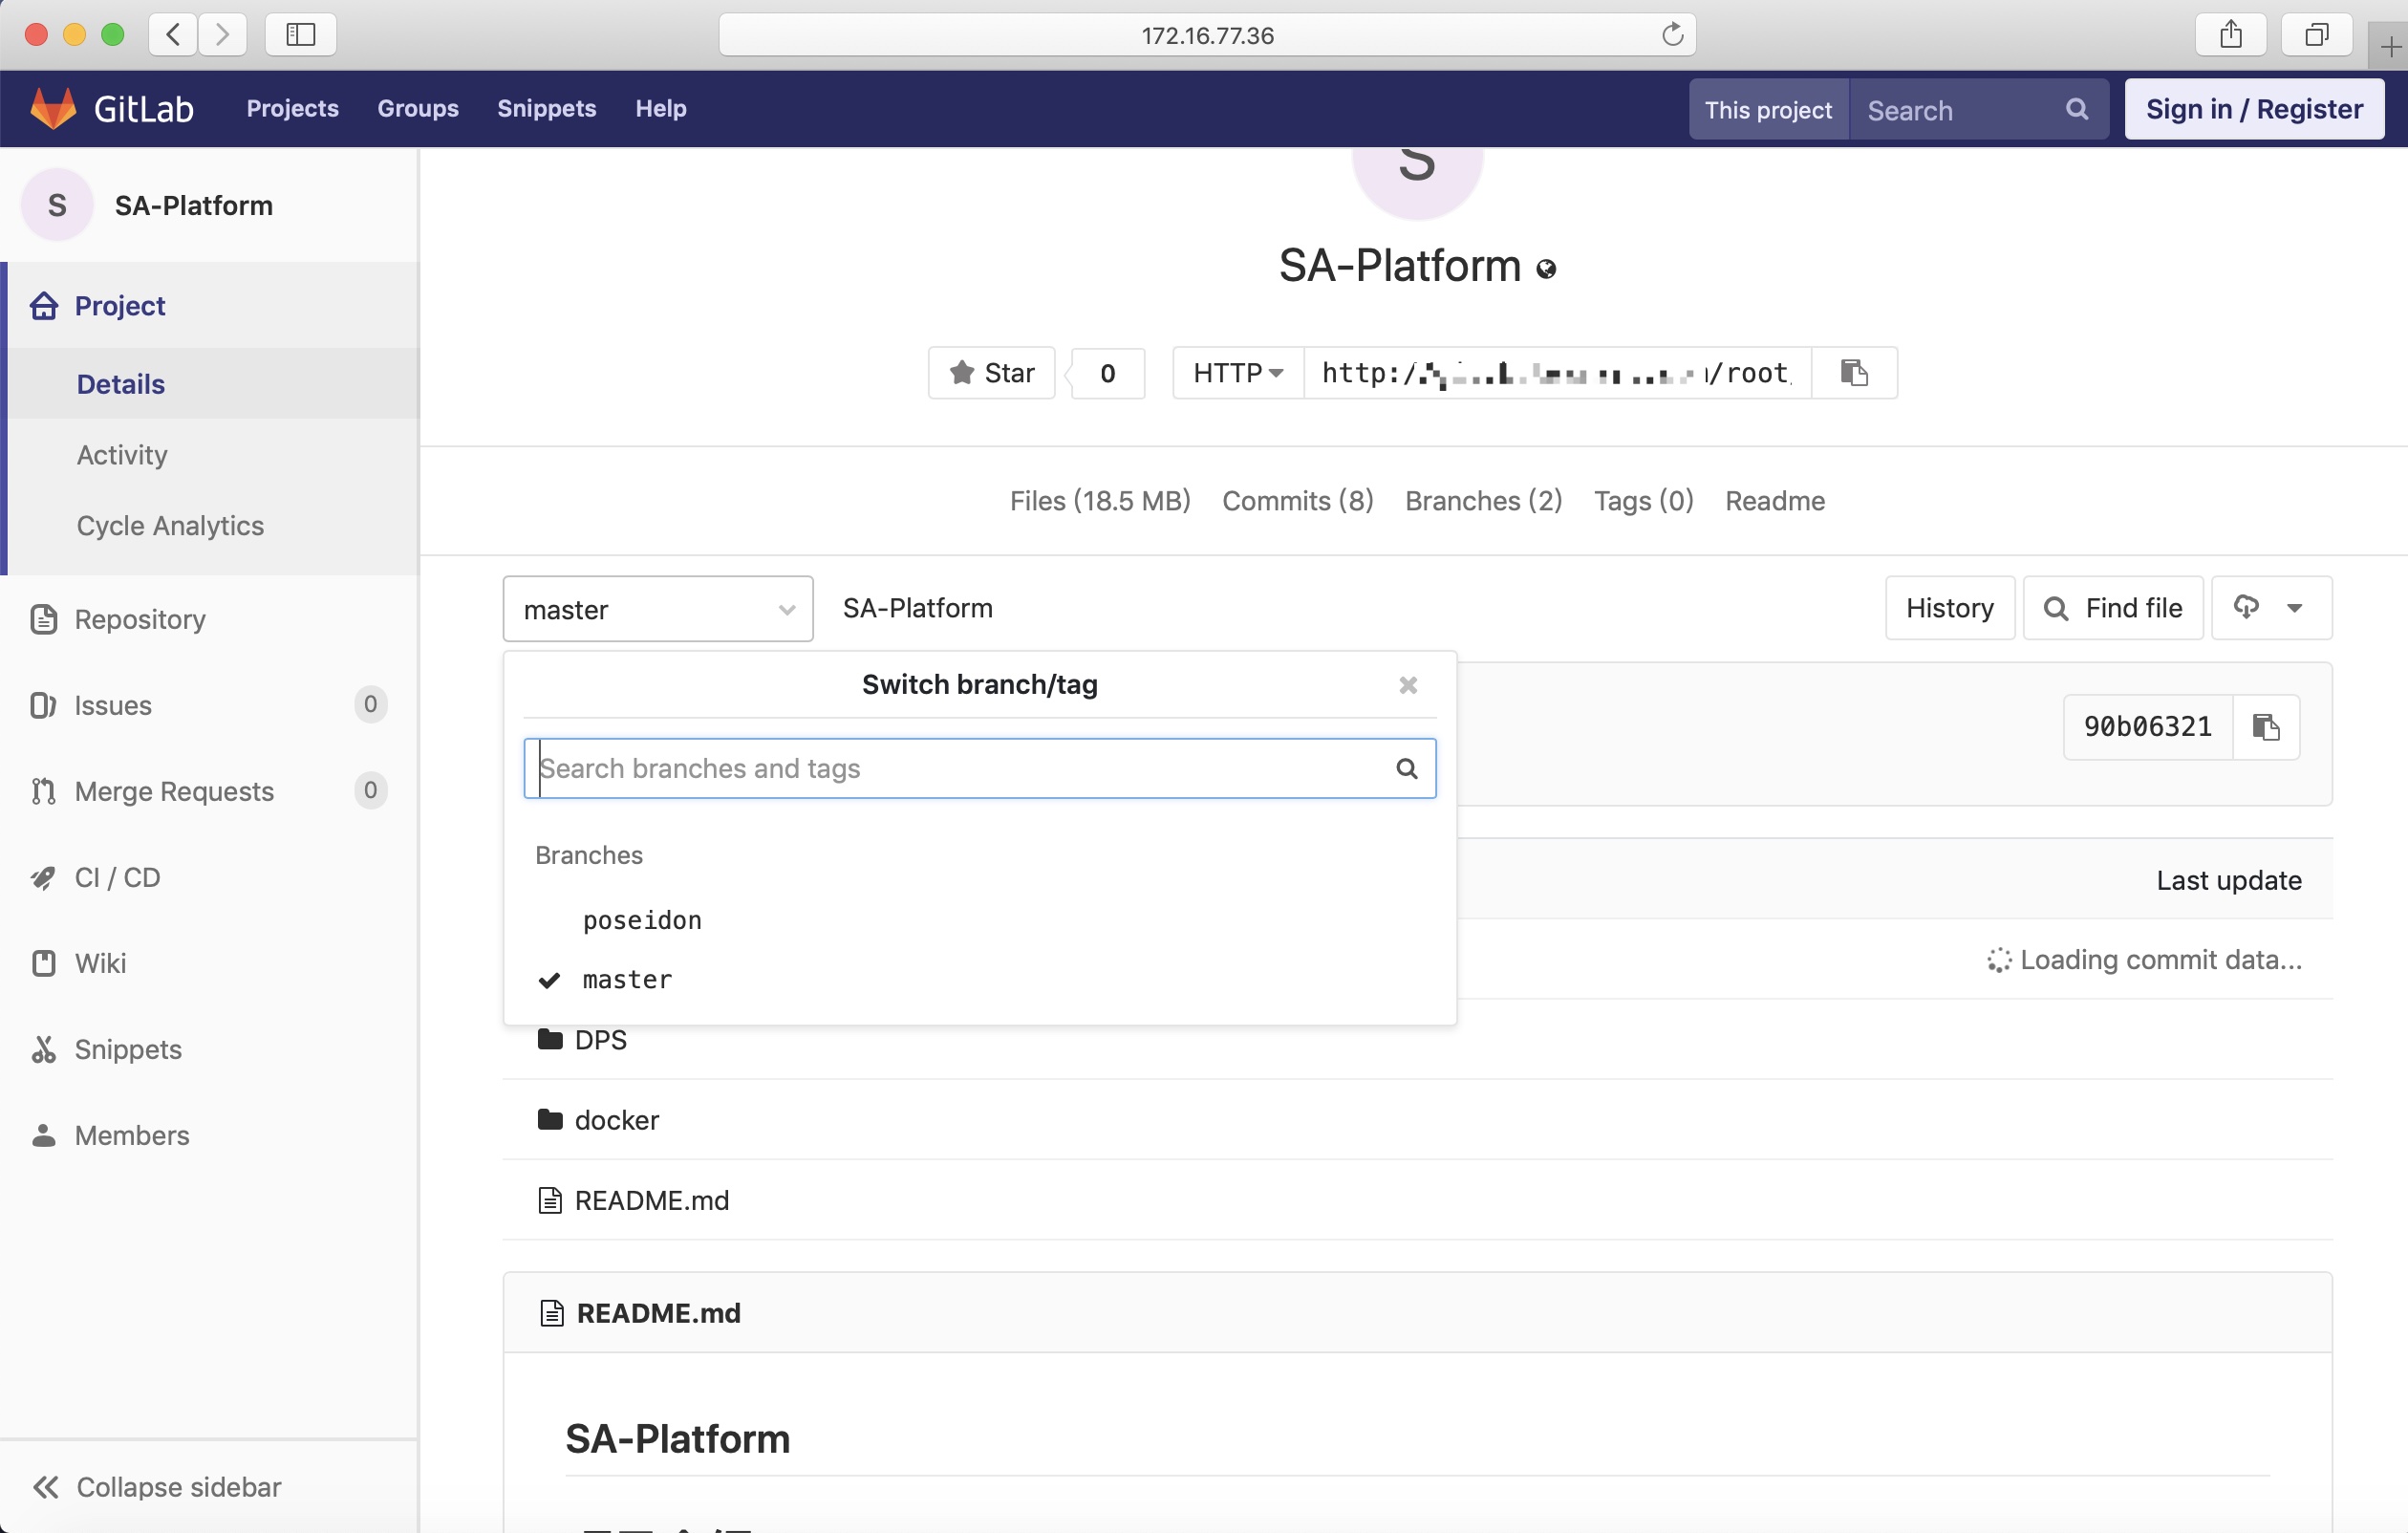 172.16.77.36
GitLab Projects Groups Snippets Help This project Search Sign in / Register
S SA-Platform
Project
Details
Activity
Cycle Analytics
Repository
Issues 0
Merge Requests 0
CI / CD
Wiki
Snippets
Members
Collapse sidebar
S
SA-Platform
Star 0 HTTP http:/ /root
Files (18.5 MB) Commits (8) Branches (2) Tags (0) Readme
master SA-Platform History Find file
Switch branch/tag
90b06321
Search branches and tags
Branches
Last update
poseidon
Loading commit data...
master
DPS
docker
README.md
README.md
SA-Platform